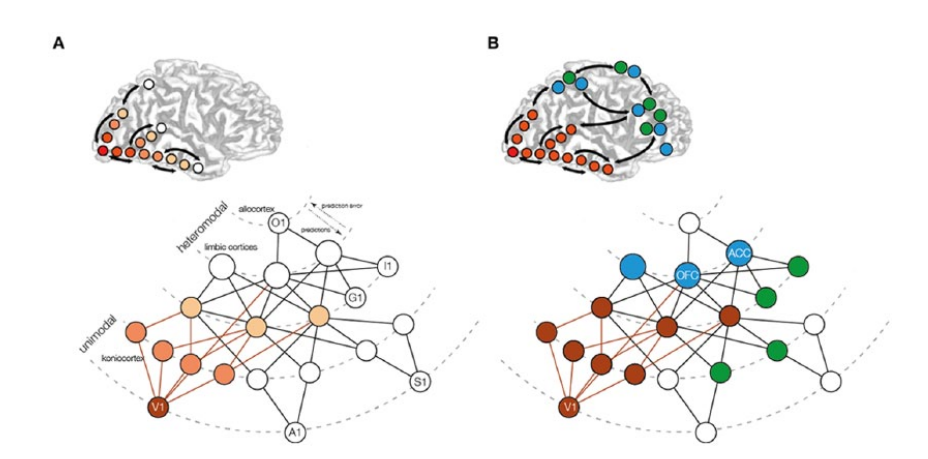 A
B
allocortex
prediction error
heteromodal
O1
predictions
limbic cortices
I1
G1
unimodal
koniocortex
V1
S1
A1
ACC
OFC
V1